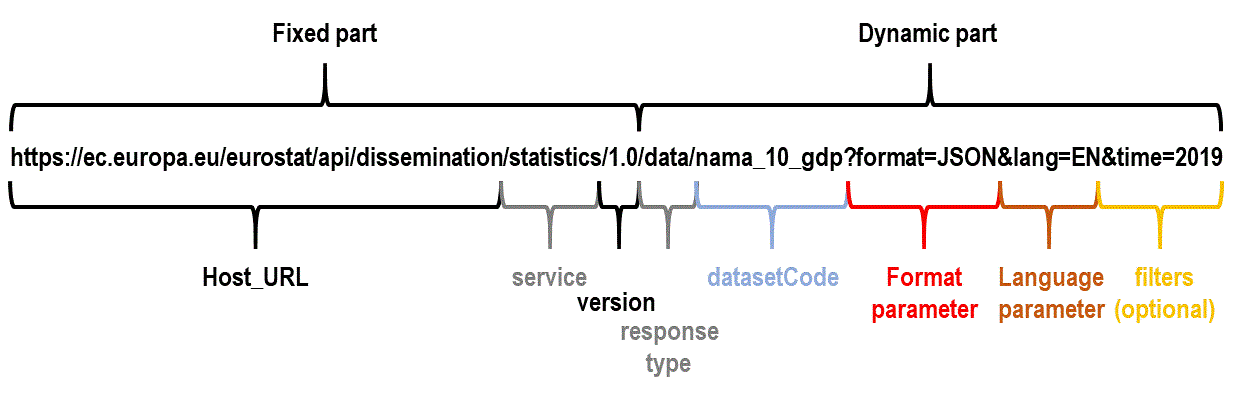 Fixed part
Dynamic part
https://ec.europa.eu/eurostat/api/dissemination/statistics/1.0/data/nama_10_gdp?format=JSON&lang=EN&time=2019
Host_URL
service
version
response
type
datasetCode
Format
parameter
Language
parameter
filters
(optional)